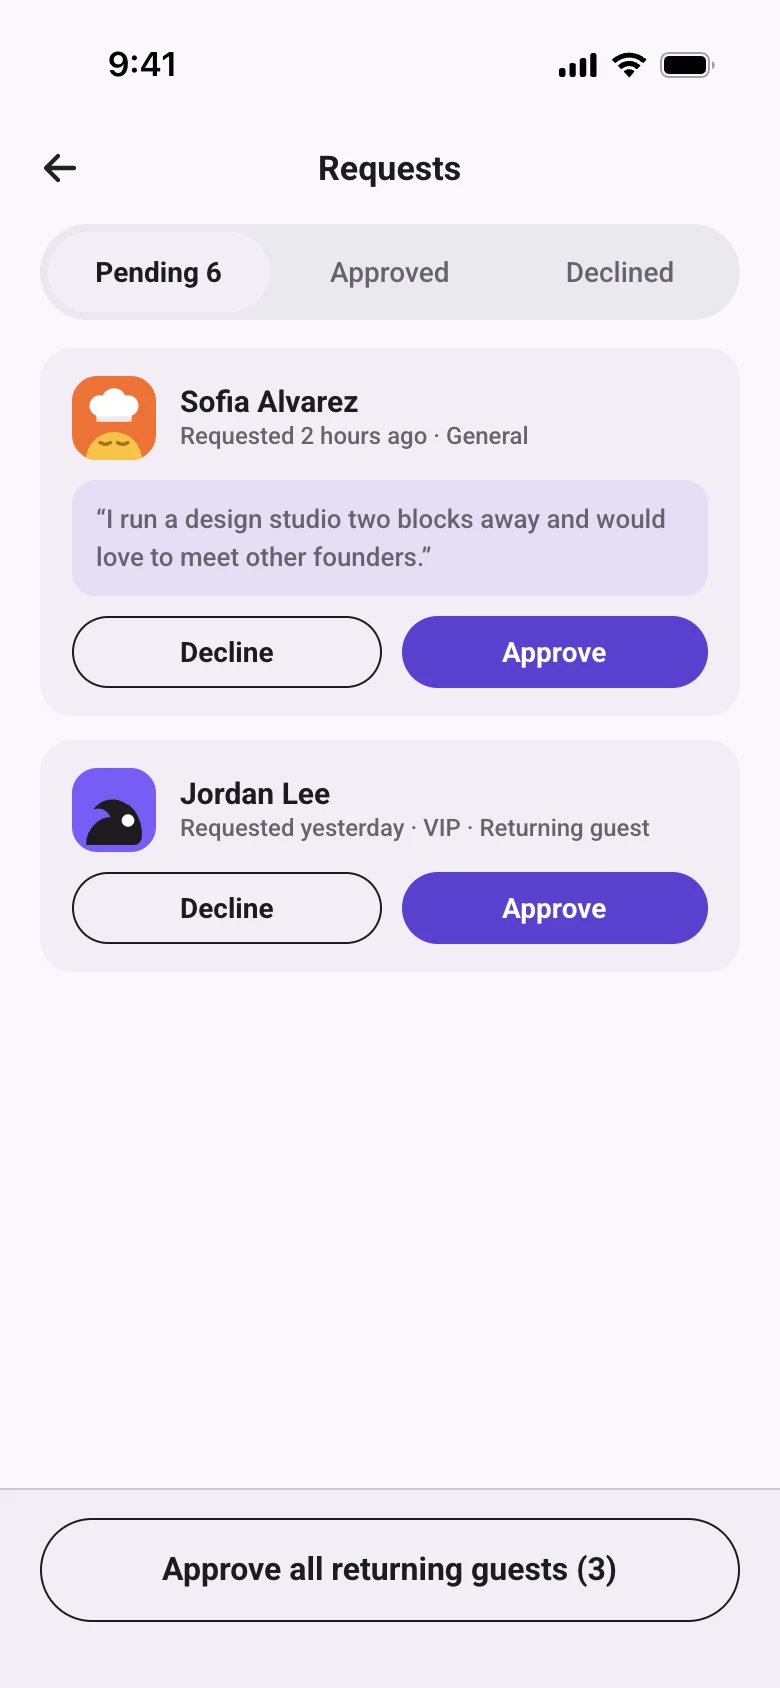 9:41
Requests
Pending 6
Approved
Declined
Sofia Alvarez
Requested 2 hours ago · General
“I run a design studio two blocks away and would
love to meet other founders.”
Decline
Approve
Jordan Lee
Requested yesterday · VIP · Returning guest
Decline
Approve
Approve all returning guests (3)